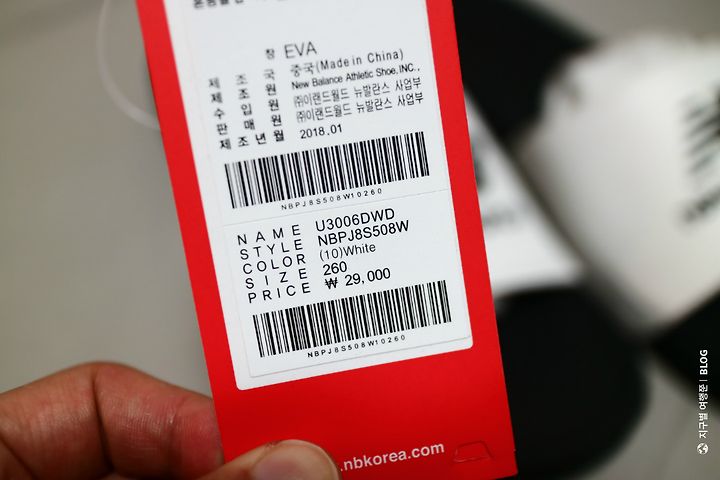 창 EVA
제 조 국 중국(Made in China)
제 조 원 New Balance Athletic Shoe, INC.,
수 입 원 ㈜이랜드월드 뉴발란스 사업부
판 매 원 ㈜이랜드월드 뉴발란스 사업부
제조년월 2018.01
NBPJ8S508W10260
NAME U3006DWD
STYLE NBPJ8S508W
COLOR (10)White
SIZE 260
PRICE ₩ 29,000
NBPJ8S508W10260
.nbkorea.com
지구별 여행픈 | BLOG